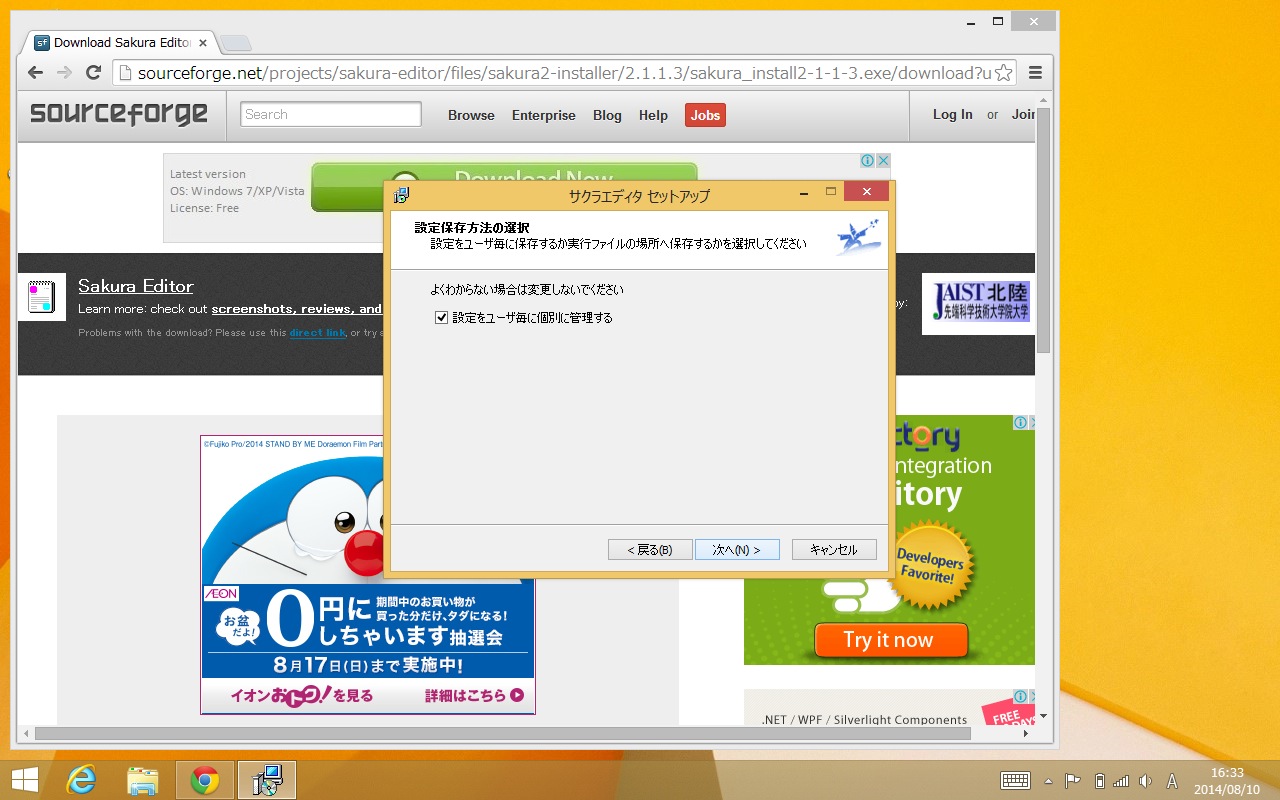 Download Sakura Edito
sourceforge.net/projects/sakura-editor/files/sakura2-installer/2.1.1.3/sakura_install2-1-1-3.exe/download?u
sourceforge
Search
Browse Enterprise Blog Help Jobs
Log In or Join
Latest version
OS: Windows 7/XP/Vista
License: Free
Download Now
サクラエディタ セットアップ
設定保存方法の選択
設定をユーザ毎に保存するか実行ファイルの場所へ保存するかを選択してください
よくわからない場合は変更しないでください
設定をユーザ毎に個別に管理する
< 戻る(B) 次へ(N) > キャンセル
Sakura Editor
Learn more: check out screenshots, reviews, and
Problems with the download? Please use this direct link, or try
by:
JAIST 北陸
先端科学技術大学院大学
©Fujiko Pro/2014 STAND BY ME Doraemon Film Part
ÆON
お盆だよ!
0円に
しちゃいます抽選会
期間中のお買い物が
買った分だけ、タダになる!
8月17日(日)まで実施中!
イオンおトク!を見る 詳細はこちら
ctory
ntegration
itory
Developers
Favorite!
Try it now
.NET / WPF / Silverlight Components
FREE
A
16:33
2014/08/10